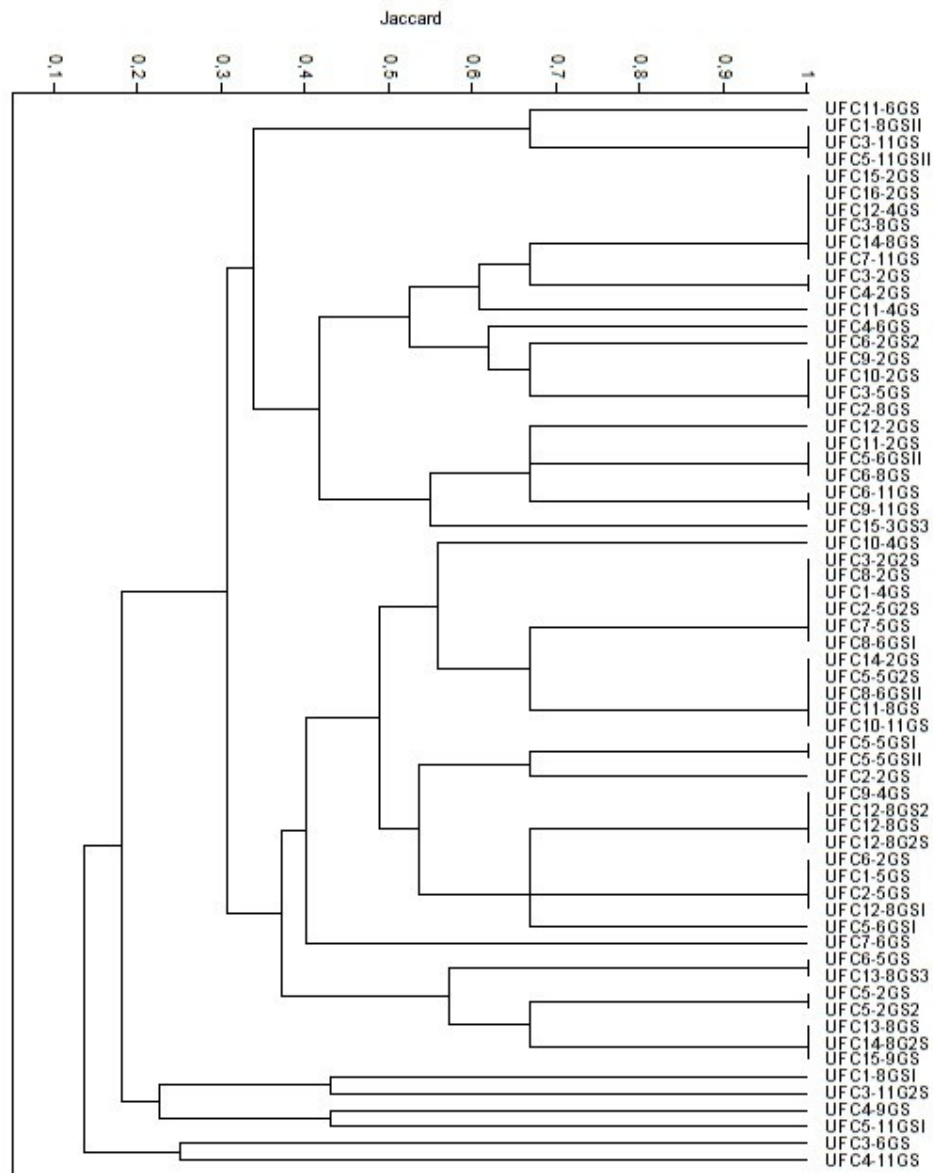 Jaccard
0,1
0,2
0,3
0,4
0,5
0,6
0,7
0,8
0,9
1
UFC11-6GS
UFC1-8GSII
UFC3-11GS
UFC5-11GSII
UFC15-2GS
UFC16-2GS
UFC12-4GS
UFC3-8GS
UFC14-8GS
UFC7-11GS
UFC3-2GS
UFC4-2GS
UFC11-4GS
UFC4-6GS
UFC6-2GS2
UFC9-2GS
UFC10-2GS
UFC3-5GS
UFC2-8GS
UFC12-2GS
UFC11-2GS
UFC5-6GSII
UFC6-8GS
UFC6-11GS
UFC9-11GS
UFC15-3GS3
UFC10-4GS
UFC3-2G2S
UFC8-2GS
UFC1-4GS
UFC2-5G2S
UFC7-5GS
UFC8-6GSI
UFC14-2GS
UFC5-5G2S
UFC8-6GSII
UFC11-8GS
UFC10-11GS
UFC5-5GSI
UFC5-5GSII
UFC2-2GS
UFC9-4GS
UFC12-8GS2
UFC12-8GS
UFC12-8G2S
UFC6-2GS
UFC1-5GS
UFC2-5GS
UFC12-8GSI
UFC5-6GSI
UFC7-6GS
UFC6-5GS
UFC13-8GS3
UFC5-2GS
UFC5-2GS2
UFC13-8GS
UFC14-8G2S
UFC15-9GS
UFC1-8GSI
UFC3-11G2S
UFC4-9GS
UFC5-11GSI
UFC3-6GS
UFC4-11GS